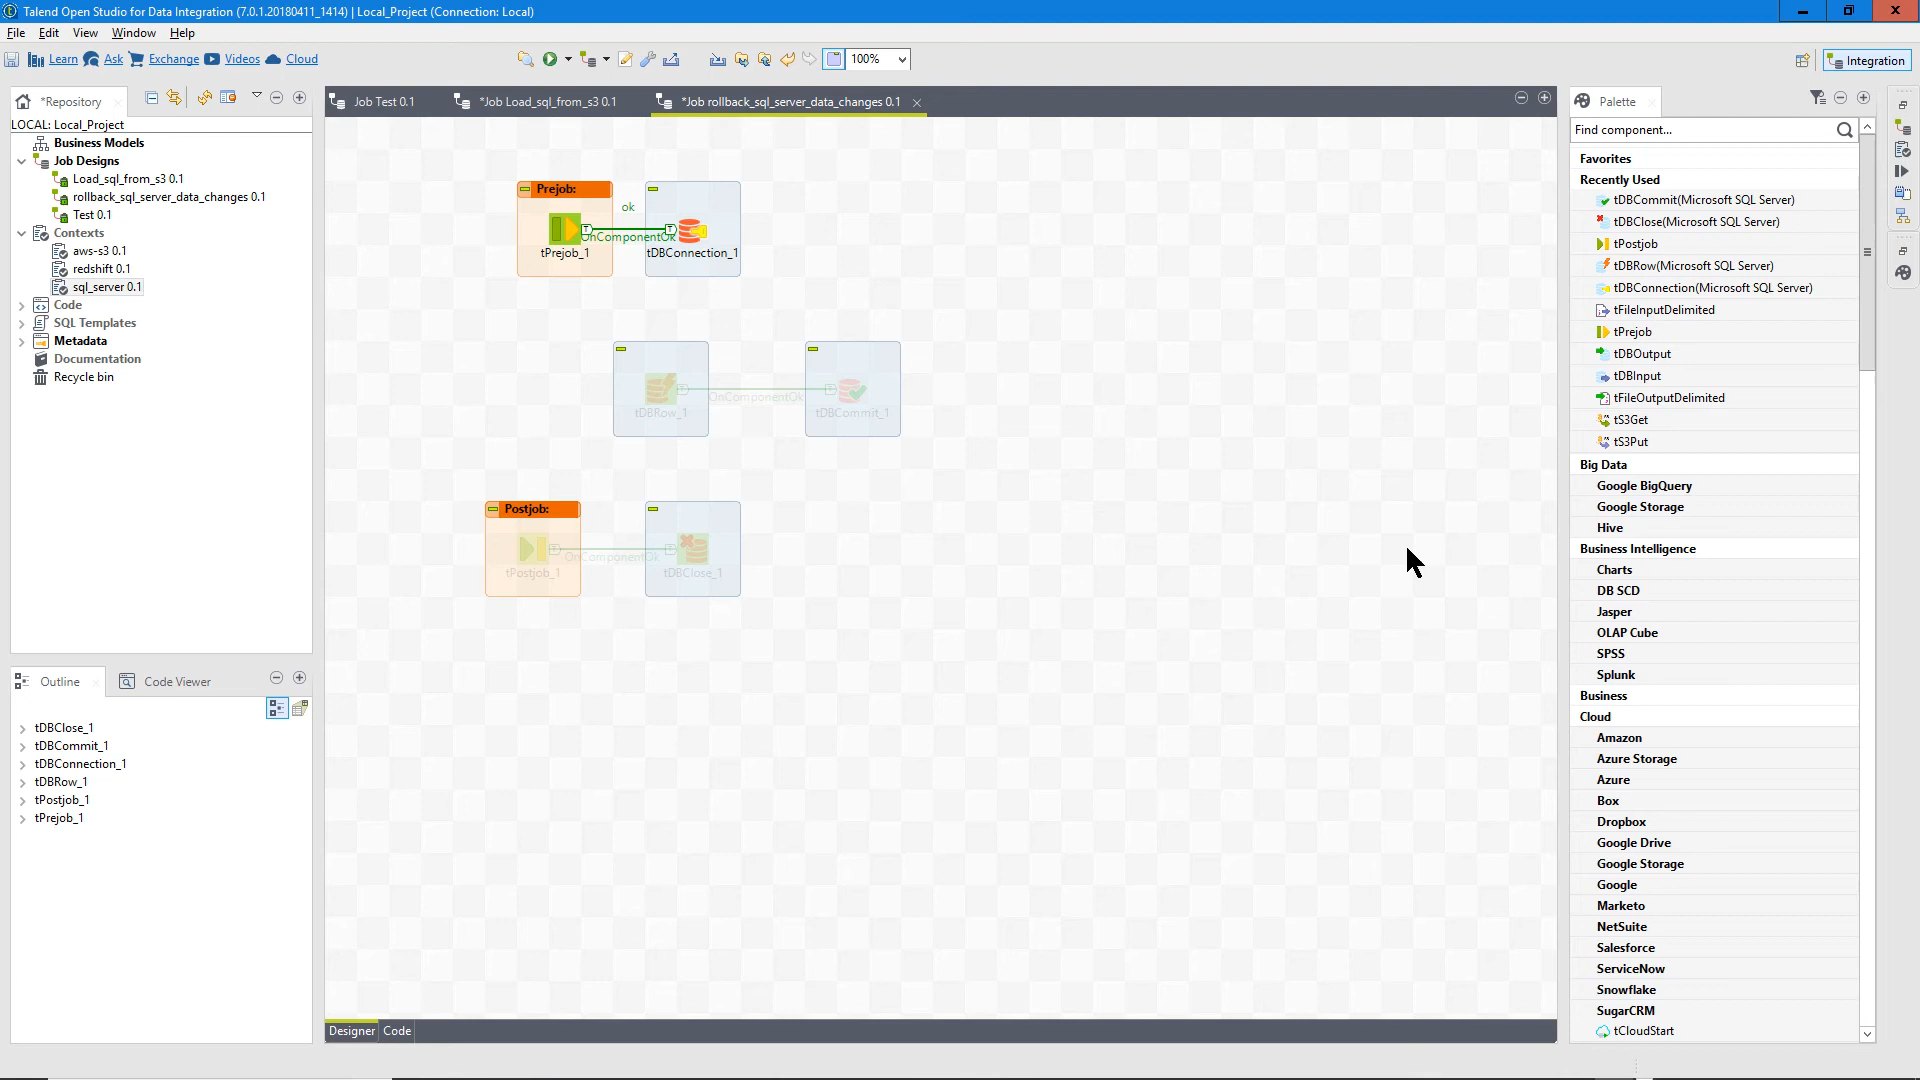 Talend Open Studio for Data Integration (7.0.1.20180411_1414) | Local_Project (Connection: Local)
File Edit View Window Help
Learn Ask Exchange Videos Cloud
100%
Integration
*Repository
LOCAL: Local_Project
Business Models
Job Designs
Load_sql_from_s3 0.1
rollback_sql_server_data_changes 0.1
Test 0.1
Contexts
aws-s3 0.1
redshift 0.1
sql_server 0.1
Code
SQL Templates
Metadata
Documentation
Recycle bin
Outline
Code Viewer
tDBClose_1
tDBCommit_1
tDBConnection_1
tDBRow_1
tPostjob_1
tPrejob_1
Job Test 0.1
*Job Load_sql_from_s3 0.1
*Job rollback_sql_server_data_changes 0.1
Prejob:
ok
OnComponentOk
tPrejob_1
tDBConnection_1
OnComponentOk
tDBRow_1
tDBCommit_1
Postjob:
OnComponentOk
tPostjob_1
tDBClose_1
Designer
Code
Palette
Find component...
Favorites
Recently Used
tDBCommit(Microsoft SQL Server)
tDBClose(Microsoft SQL Server)
tPostjob
tDBRow(Microsoft SQL Server)
tDBConnection(Microsoft SQL Server)
tFileInputDelimited
tPrejob
tDBOutput
tDBInput
tFileOutputDelimited
tS3Get
tS3Put
Big Data
Google BigQuery
Google Storage
Hive
Business Intelligence
Charts
DB SCD
Jasper
OLAP Cube
SPSS
Splunk
Business
Cloud
Amazon
Azure Storage
Azure
Box
Dropbox
Google Drive
Google Storage
Google
Marketo
NetSuite
Salesforce
ServiceNow
Snowflake
SugarCRM
tCloudStart